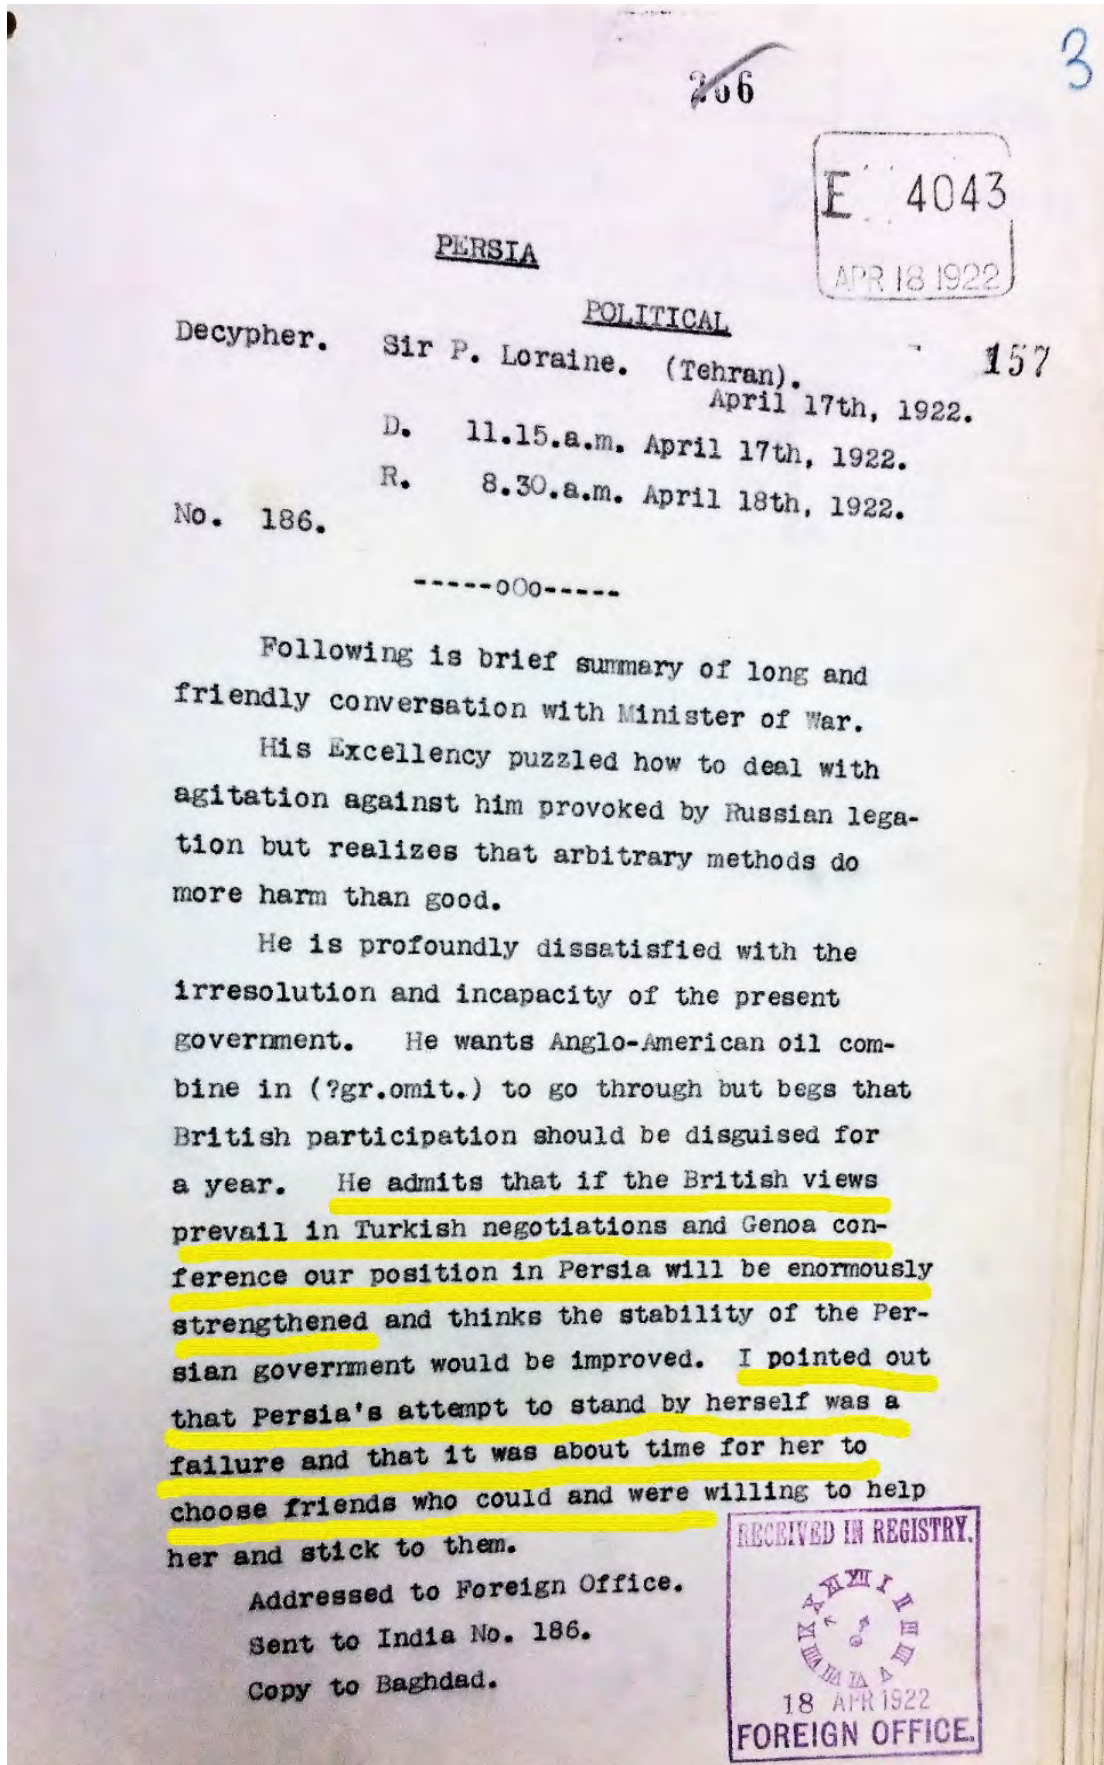 3
206
E 4043
APR 18 1922
PERSIA
POLITICAL
157
Decypher. Sir P. Loraine. (Tehran).
April 17th, 1922.
D. 11.15.a.m. April 17th, 1922.
R. 8.30.a.m. April 18th, 1922.
No. 186.
-----oOo-----
Following is brief summary of long and
friendly conversation with Minister of War.
His Excellency puzzled how to deal with
agitation against him provoked by Russian lega-
tion but realizes that arbitrary methods do
more harm than good.
He is profoundly dissatisfied with the
irresolution and incapacity of the present
government. He wants Anglo-American oil com-
bine in (?gr.omit.) to go through but begs that
British participation should be disguised for
a year. He admits that if the British views
prevail in Turkish negotiations and Genoa con-
ference our position in Persia will be enormously
strengthened and thinks the stability of the Per-
sian government would be improved. I pointed out
that Persia's attempt to stand by herself was a
failure and that it was about time for her to
choose friends who could and were willing to help
her and stick to them.
Addressed to Foreign Office.
Sent to India No. 186.
Copy to Baghdad.
RECEIVED IN REGISTRY.
XII I II III IV V VI VII VIII IX X XI
18 APR 1922
FOREIGN OFFICE.